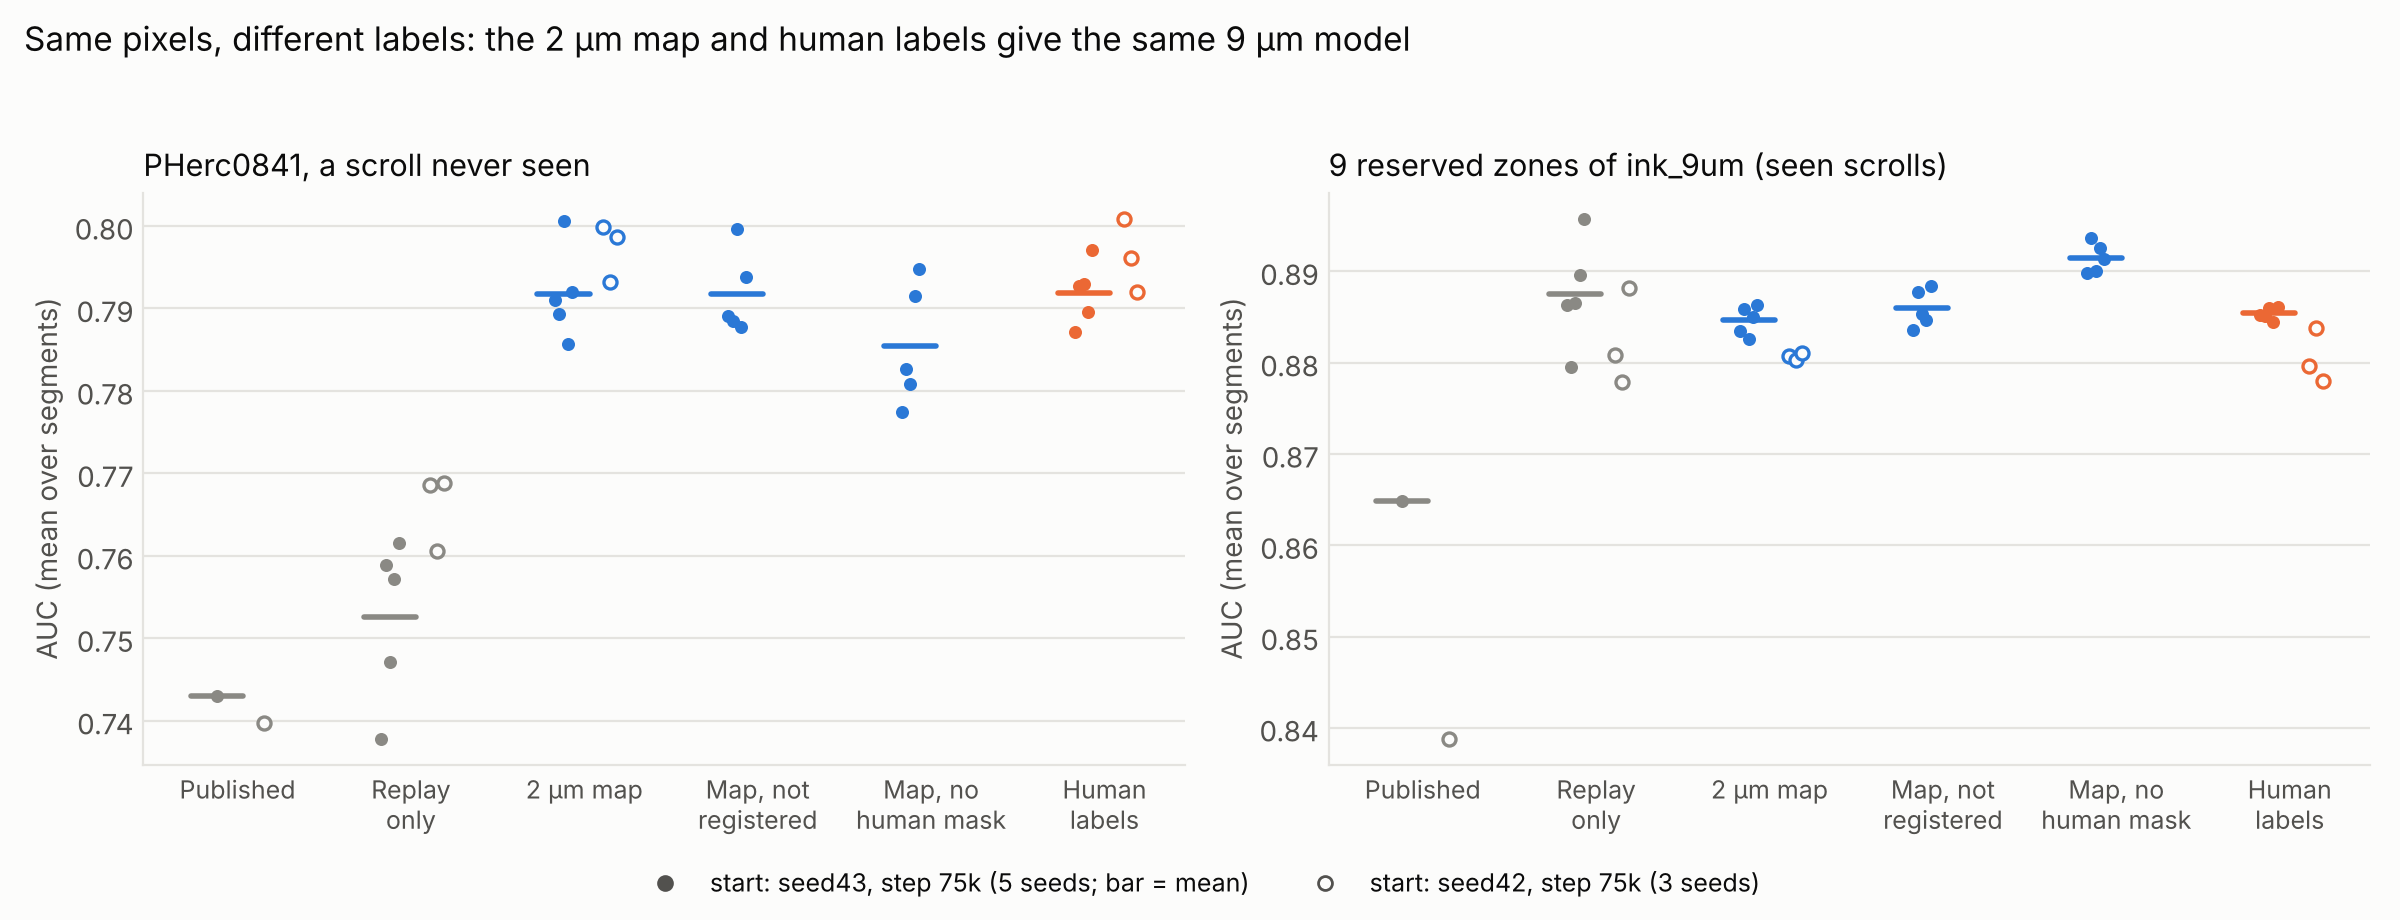 Same pixels, different labels: the 2 µm map and human labels give the same 9 µm model
PHerc0841, a scroll never seen
AUC (mean over segments)
0.80
0.79
0.78
0.77
0.76
0.75
0.74
Published
Replay
only
2 µm map
Map, not
registered
Map, no
human mask
Human
labels
9 reserved zones of ink_9um (seen scrolls)
AUC (mean over segments)
0.89
0.88
0.87
0.86
0.85
0.84
Published
Replay
only
2 µm map
Map, not
registered
Map, no
human mask
Human
labels
start: seed43, step 75k (5 seeds; bar = mean)
start: seed42, step 75k (3 seeds)